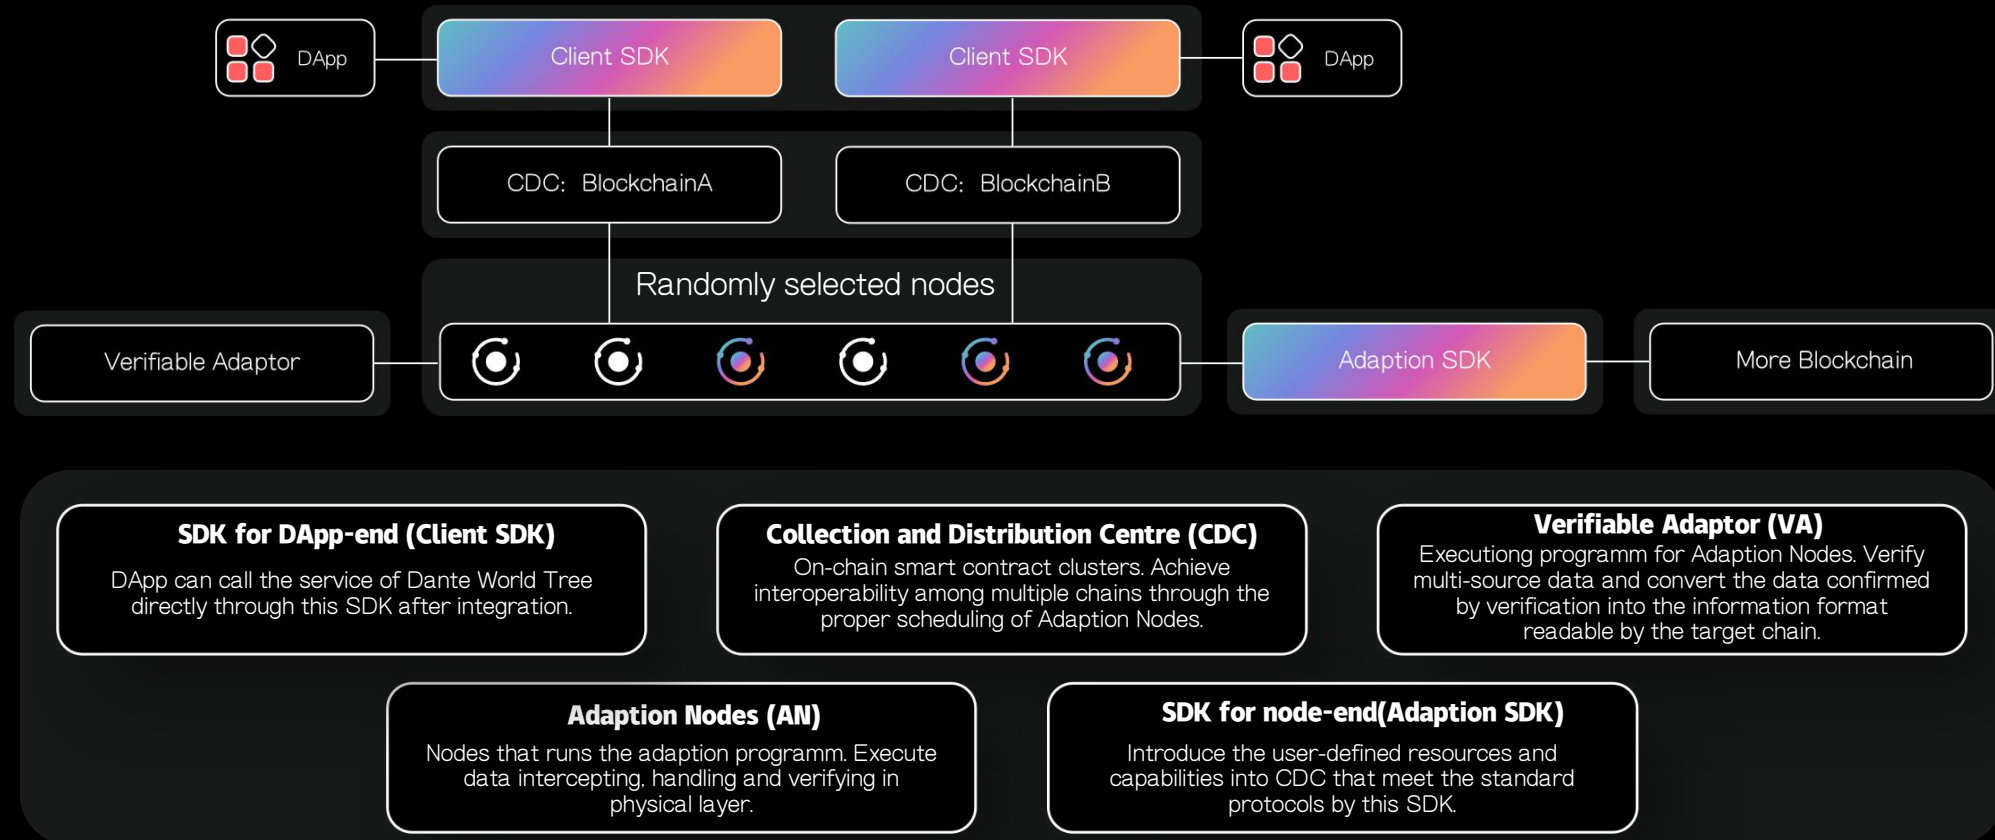 DApp
Client SDK
Client SDK
DApp
CDC: BlockchainA
CDC: BlockchainB
Randomly selected nodes
Verifiable Adaptor
Adaption SDK
More Blockchain
SDK for DApp-end (Client SDK)
DApp can call the service of Dante World Tree
directly through this SDK after integration.
Collection and Distribution Centre (CDC)
On-chain smart contract clusters. Achieve
interoperability among multiple chains through the
proper scheduling of Adaption Nodes.
Verifiable Adaptor (VA)
Executiong programm for Adaption Nodes. Verify
multi-source data and convert the data confirmed
by verification into the information format
readable by the target chain.
Adaption Nodes (AN)
Nodes that runs the adaption programm. Execute
data intercepting, handling and verifying in
physical layer.
SDK for node-end(Adaption SDK)
Introduce the user-defined resources and
capabilities into CDC that meet the standard
protocols by this SDK.